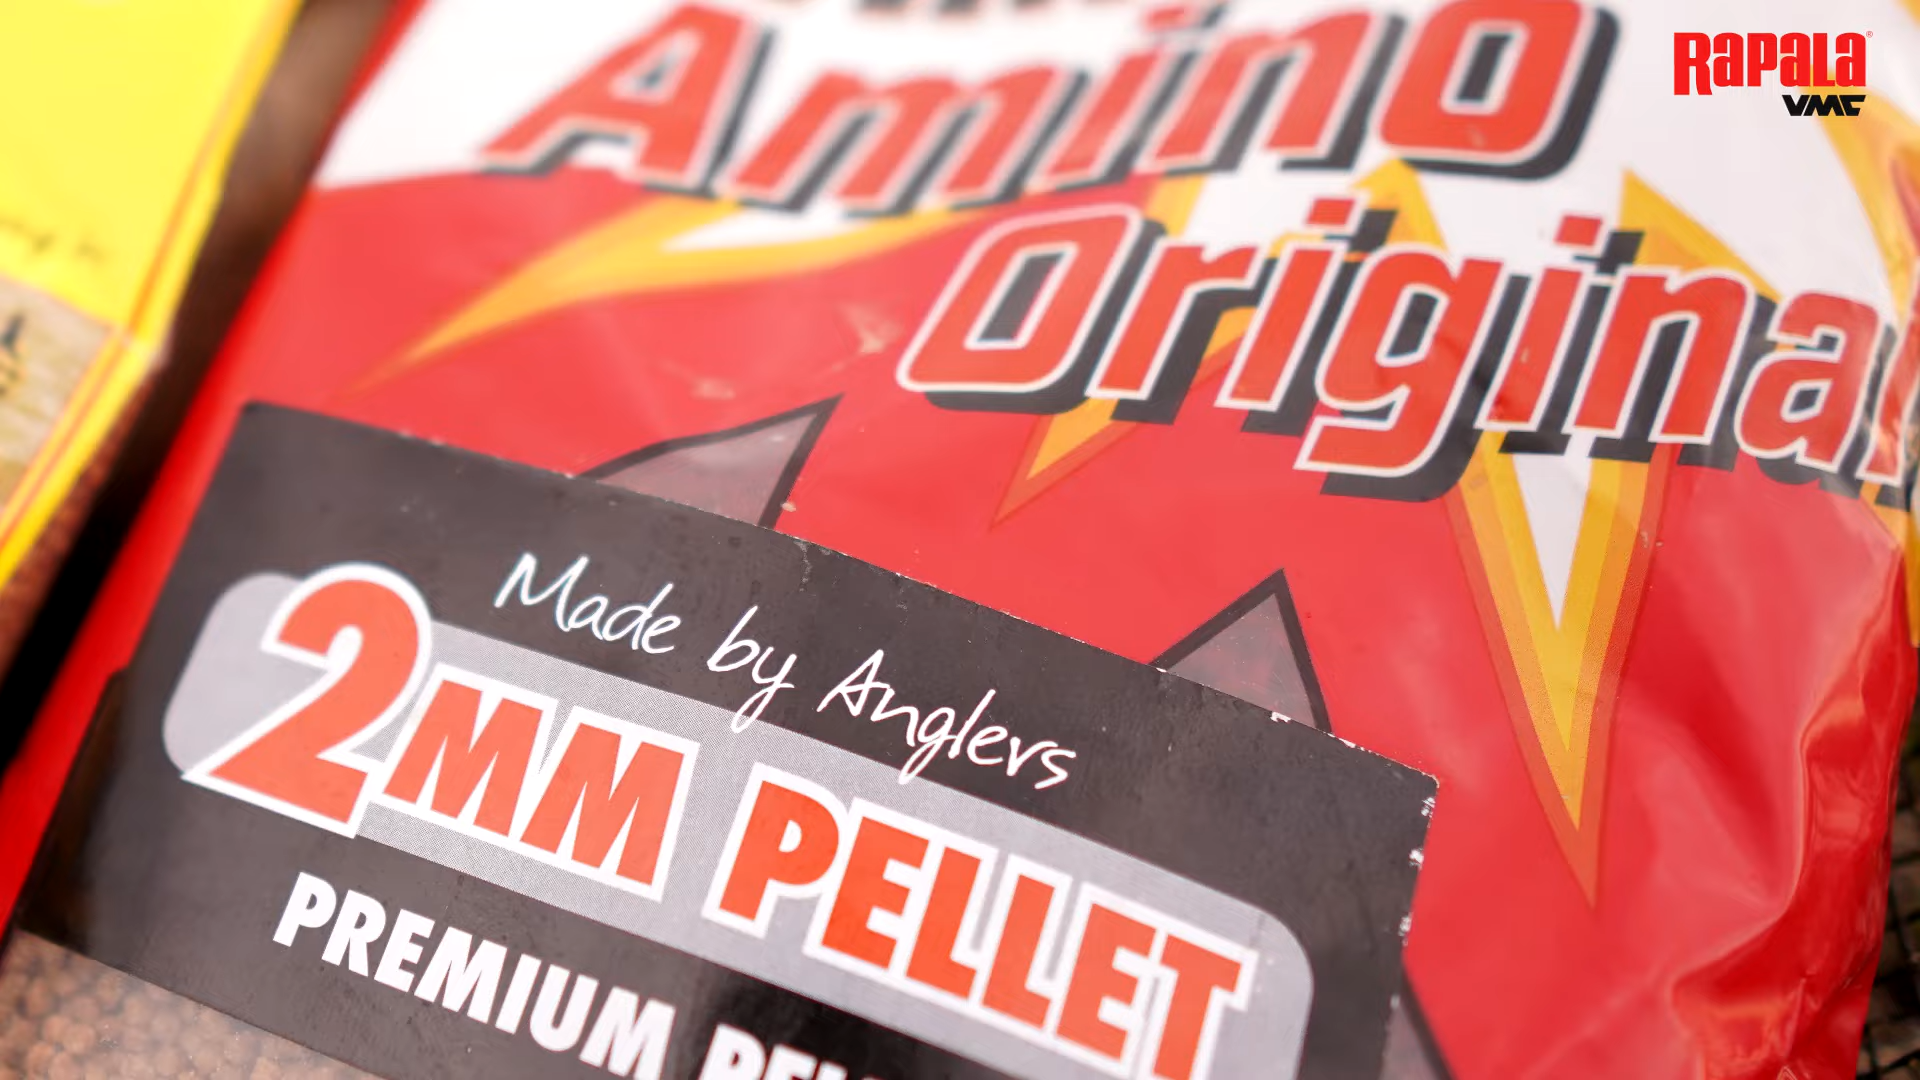 RAPALA®
VMC
Amino
Original
Made by Anglers
2MM PELLET
PREMIUM